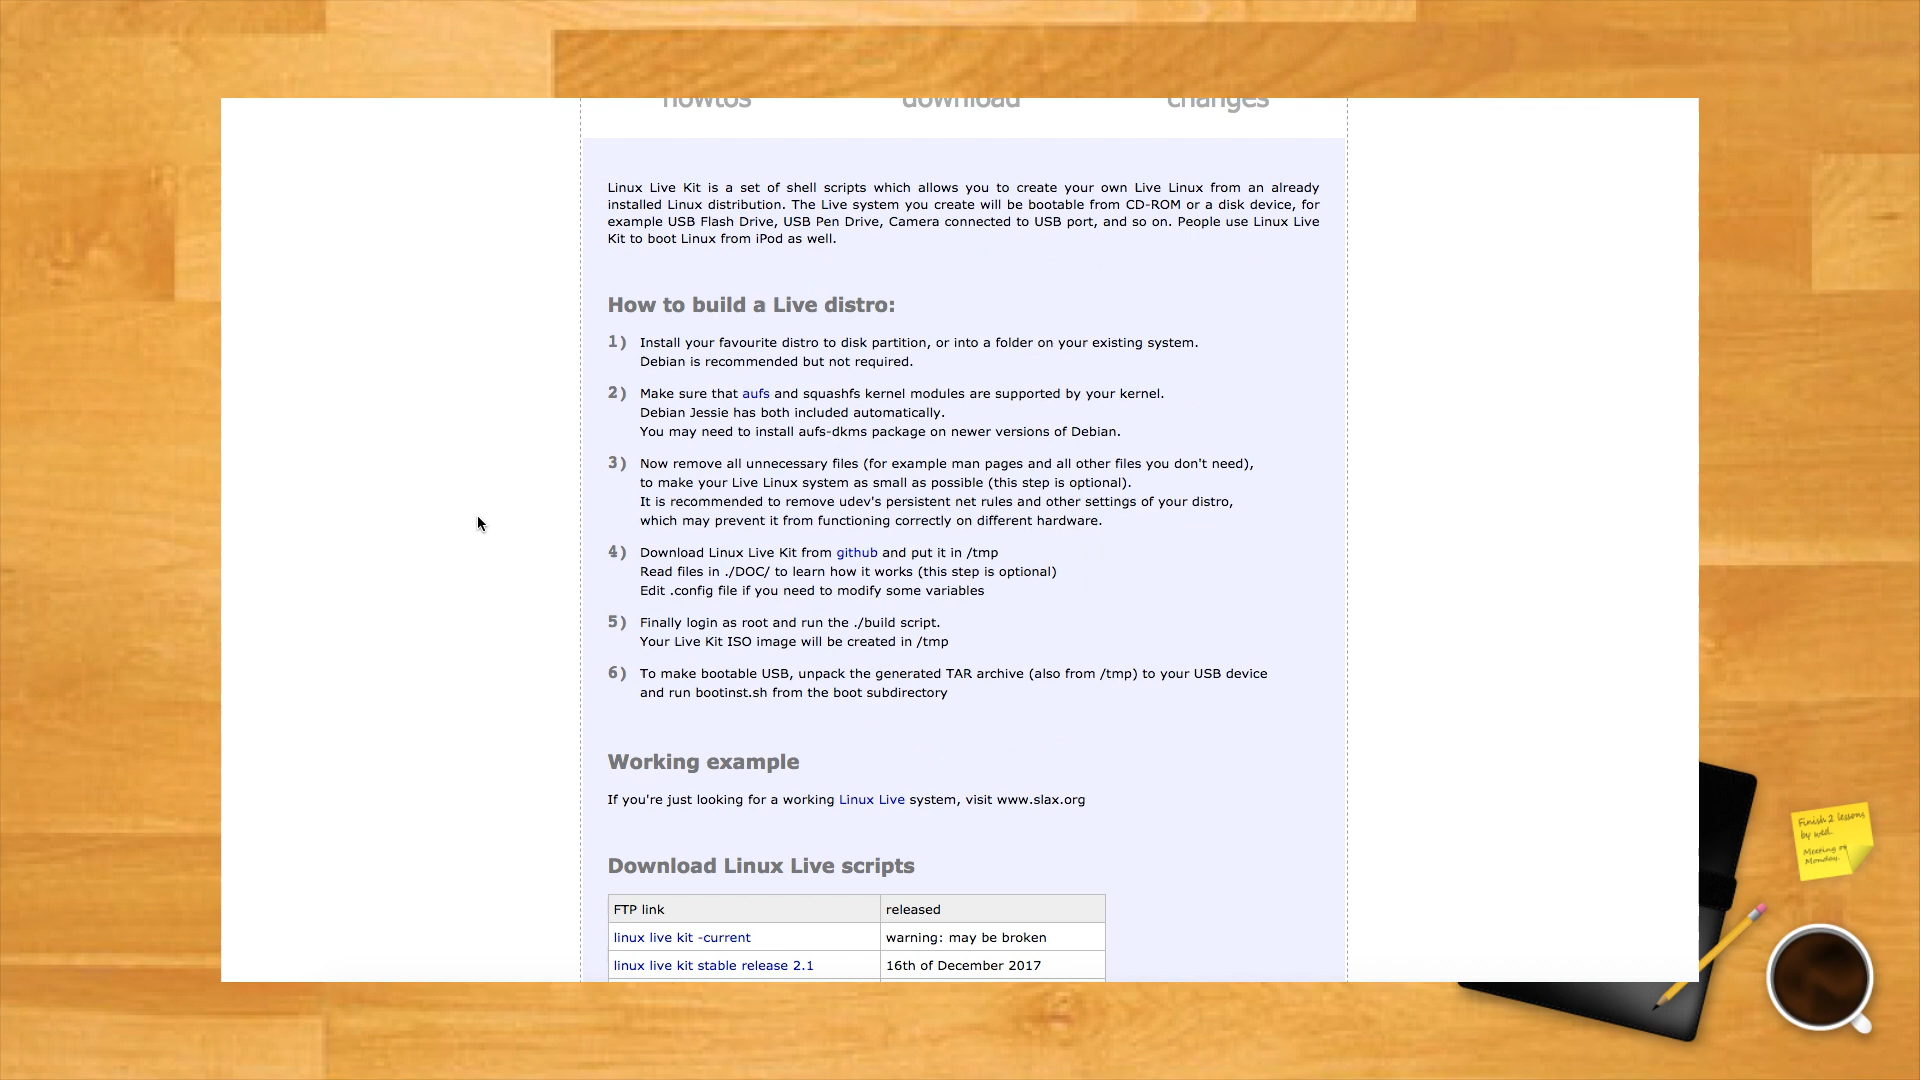 howtos download changes
Linux Live Kit is a set of shell scripts which allows you to create your own Live Linux from an already
installed Linux distribution. The Live system you create will be bootable from CD-ROM or a disk device, for
example USB Flash Drive, USB Pen Drive, Camera connected to USB port, and so on. People use Linux Live
Kit to boot Linux from iPod as well.
How to build a Live distro:
1) Install your favourite distro to disk partition, or into a folder on your existing system.
Debian is recommended but not required.
2) Make sure that aufs and squashfs kernel modules are supported by your kernel.
Debian Jessie has both included automatically.
You may need to install aufs-dkms package on newer versions of Debian.
3) Now remove all unnecessary files (for example man pages and all other files you don't need),
to make your Live Linux system as small as possible (this step is optional).
It is recommended to remove udev's persistent net rules and other settings of your distro,
which may prevent it from functioning correctly on different hardware.
4) Download Linux Live Kit from github and put it in /tmp
Read files in ./DOC/ to learn how it works (this step is optional)
Edit .config file if you need to modify some variables
5) Finally login as root and run the ./build script.
Your Live Kit ISO image will be created in /tmp
6) To make bootable USB, unpack the generated TAR archive (also from /tmp) to your USB device
and run bootinst.sh from the boot subdirectory
Working example
If you're just looking for a working Linux Live system, visit www.slax.org
Download Linux Live scripts
FTP link released
linux live kit -current warning: may be broken
linux live kit stable release 2.1 16th of December 2017
Finish 2 lessons
by wed.
Meeting on
Monday.